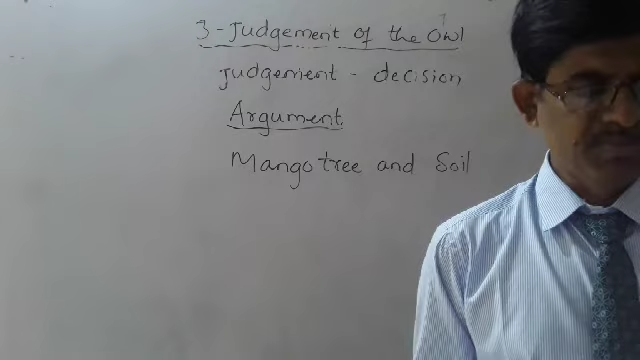 3 - Judgement of the Owl
Judgement - decision
Argument
Mango tree and Soil